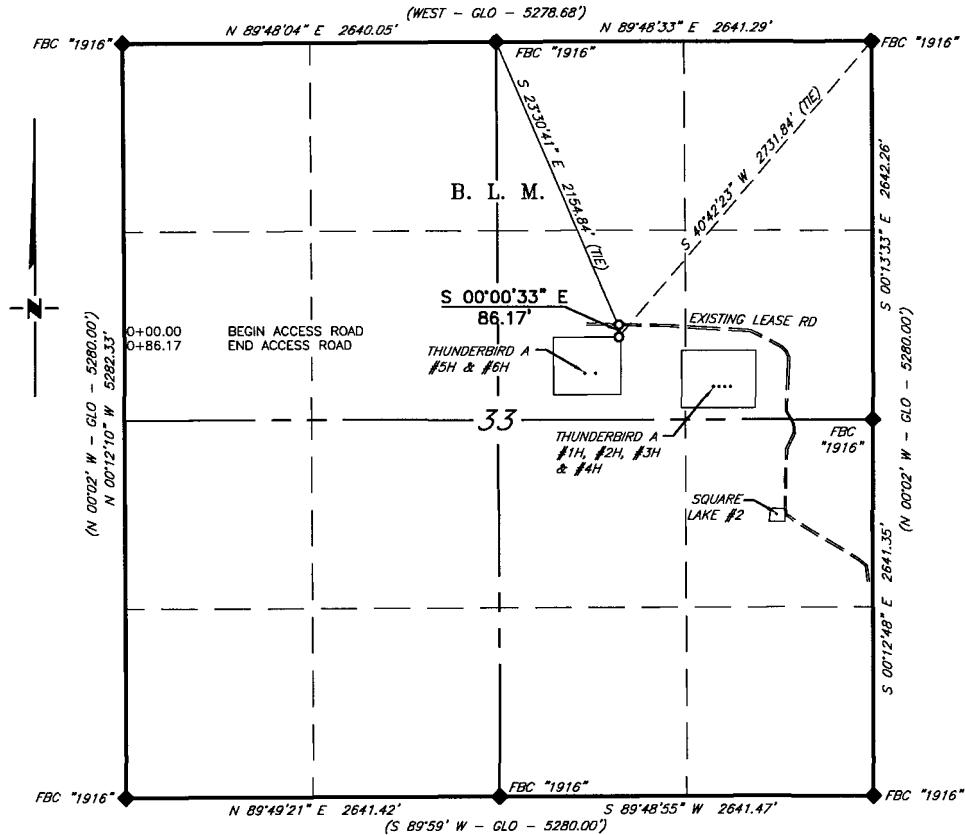 (WEST - GLO - 5278.68')
N 89°48'04" E 2640.05'
N 89°48'33" E 2641.29'
FBC "1916"
FBC "1916"
FBC "1916"
S 23°30'41" E 2154.84' (TIE)
S 40°42'23" W 2731.84' (TIE)
S 00°13'33" E 2642.26'
B. L. M.
N
S 00°00'33" E
86.17'
EXISTING LEASE RD
0+00.00 BEGIN ACCESS ROAD
0+86.17 END ACCESS ROAD
(N 00°02' W - GLO - 5280.00')
N 00°12'10" W 5282.33'
(N 00°02' W - GLO - 5280.00')
THUNDERBIRD A
#5H & #6H
33
THUNDERBIRD A
#1H, #2H, #3H
& #4H
FBC
"1916"
SQUARE
LAKE #2
S 00°12'48" E 2641.35'
FBC "1916"
FBC "1916"
FBC "1916"
N 89°49'21" E 2641.42'
S 89°48'55" W 2641.47'
(S 89°59' W - GLO - 5280.00')